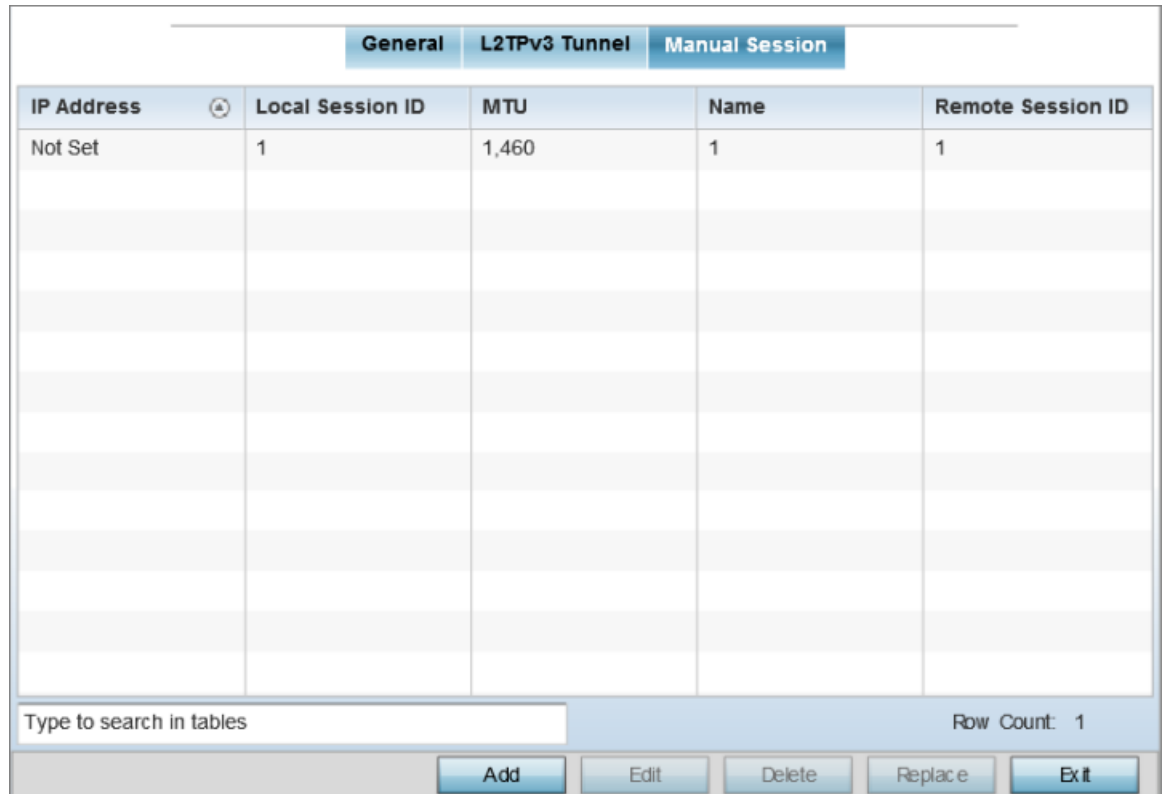 General L2TPv3 Tunnel Manual Session
IP Address Local Session ID MTU Name Remote Session ID
Not Set 1 1,460 1 1
Type to search in tables Row Count: 1
Add Edit Delete Replace Exit